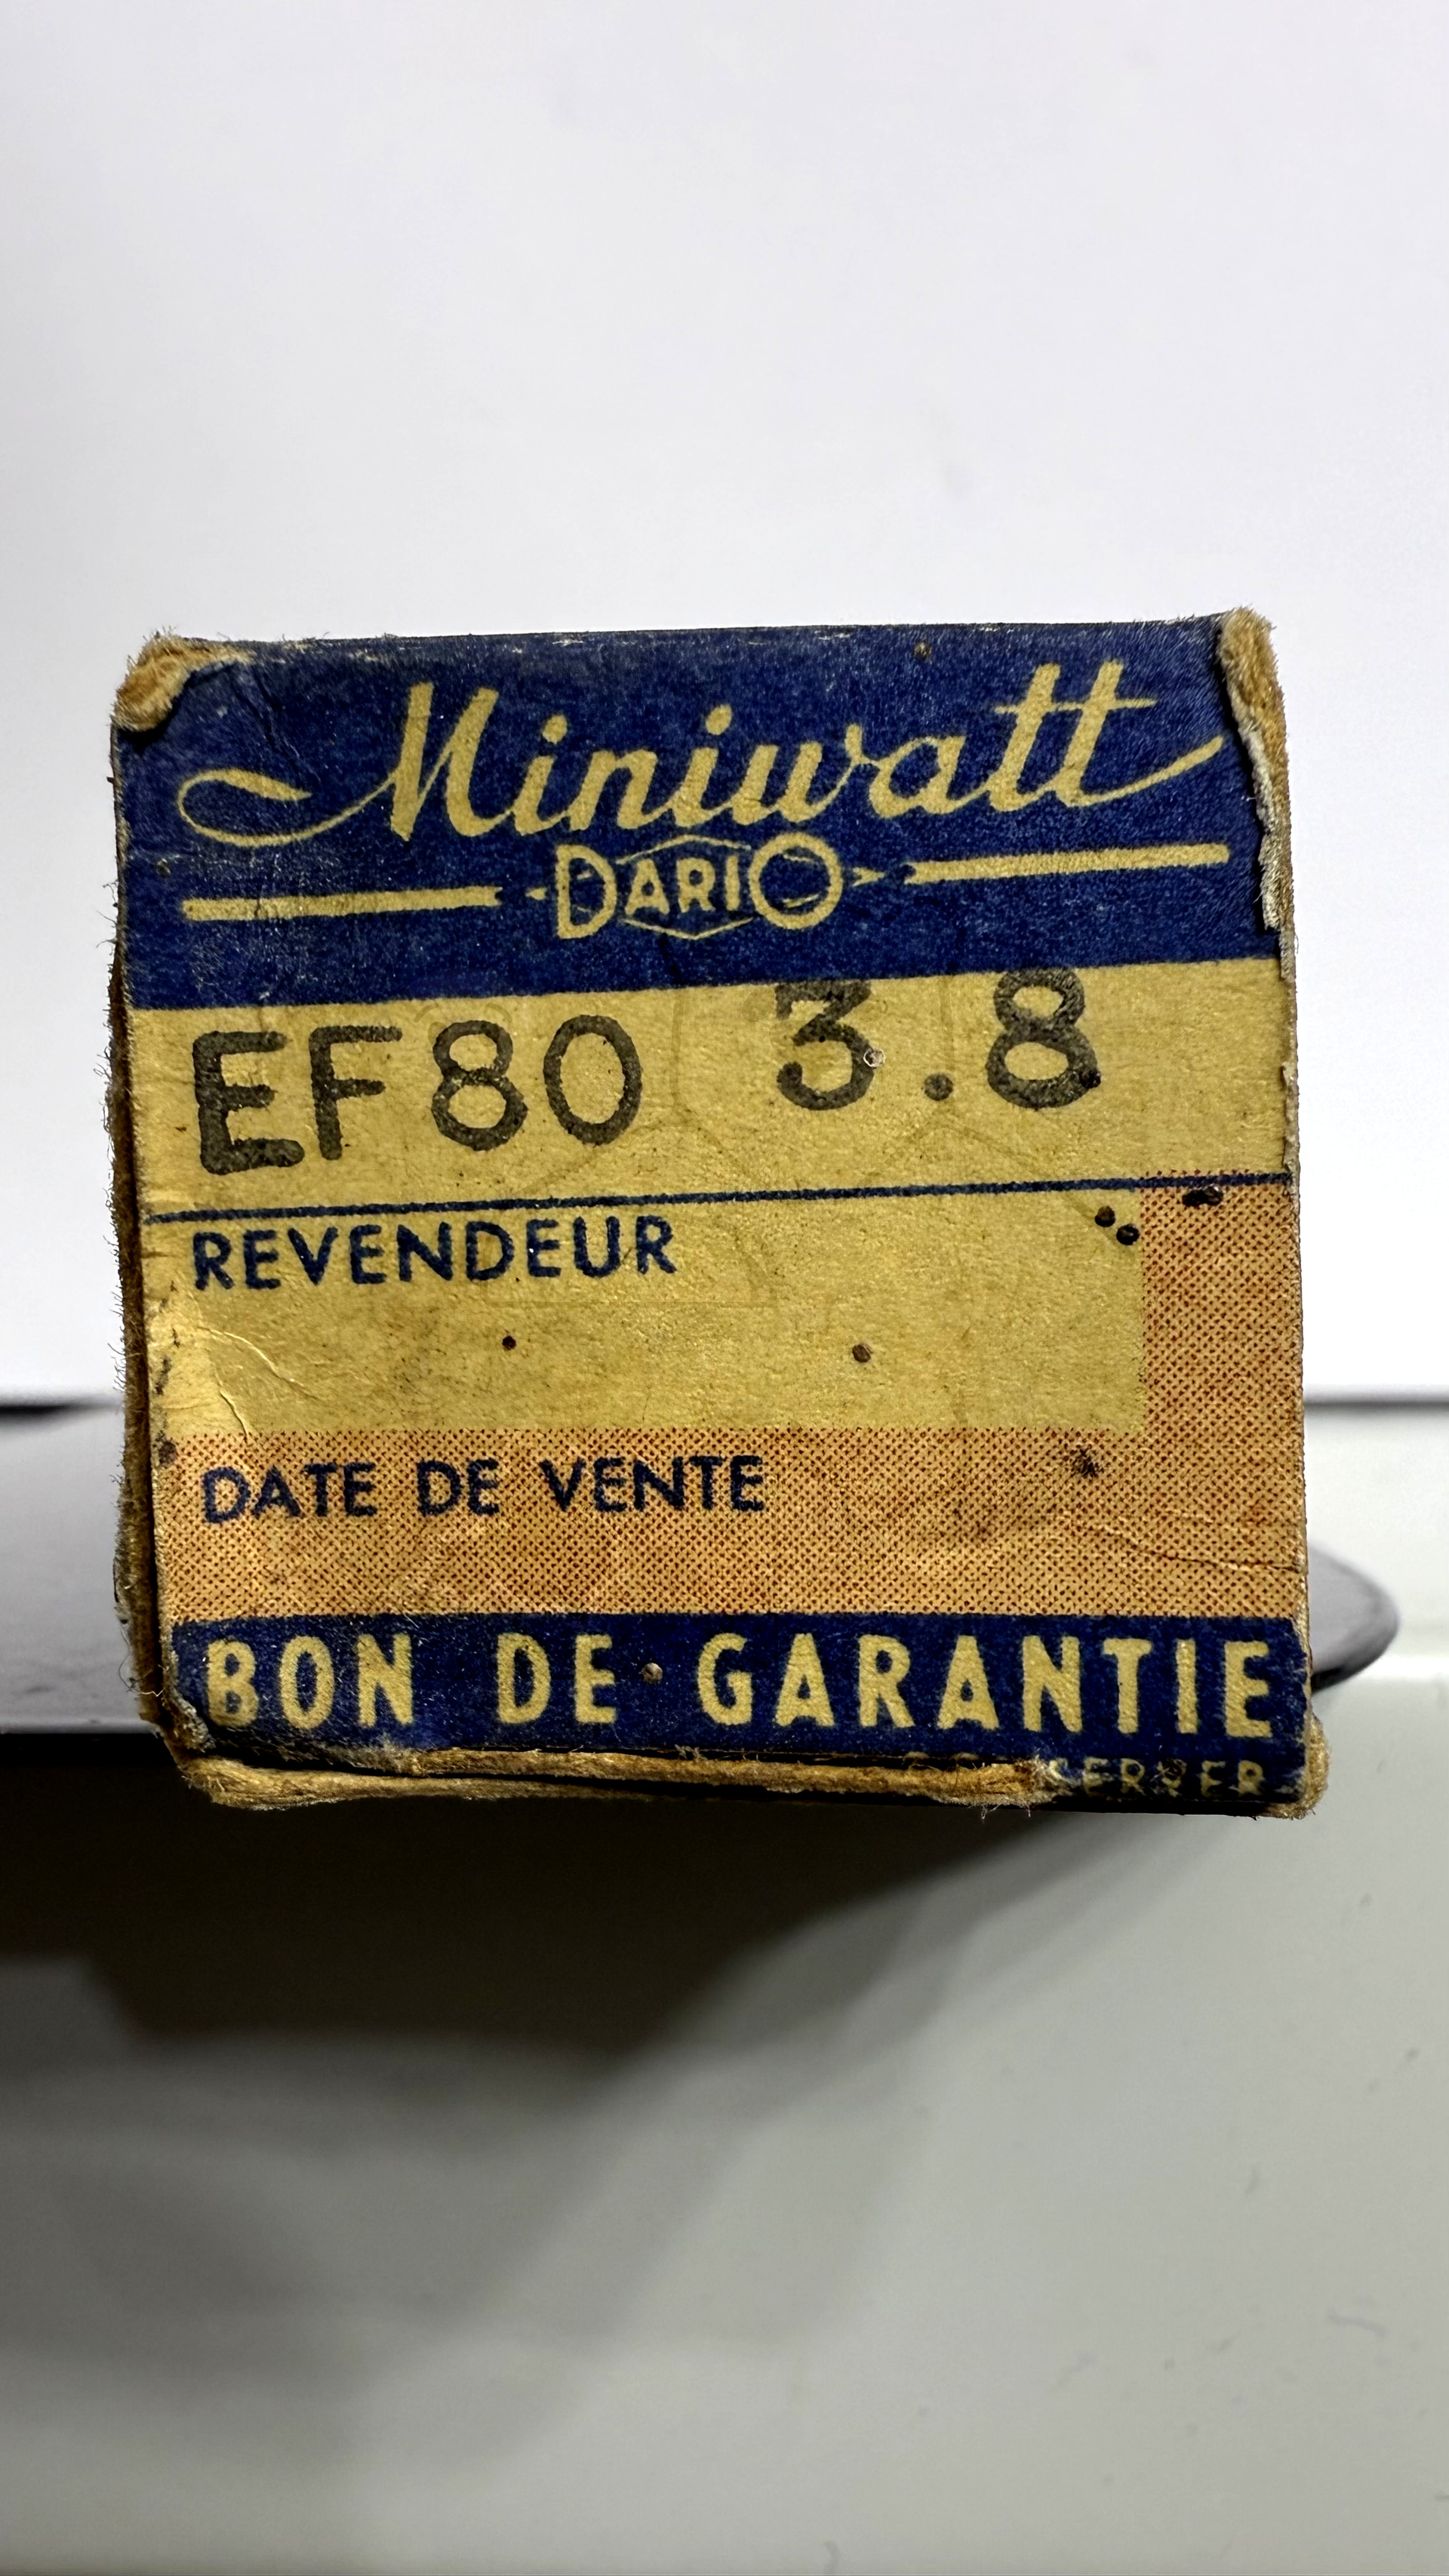 Miniwatt
DARIO
EF80 3.8
REVENDEUR
DATE DE VENTE
BON DE GARANTIE